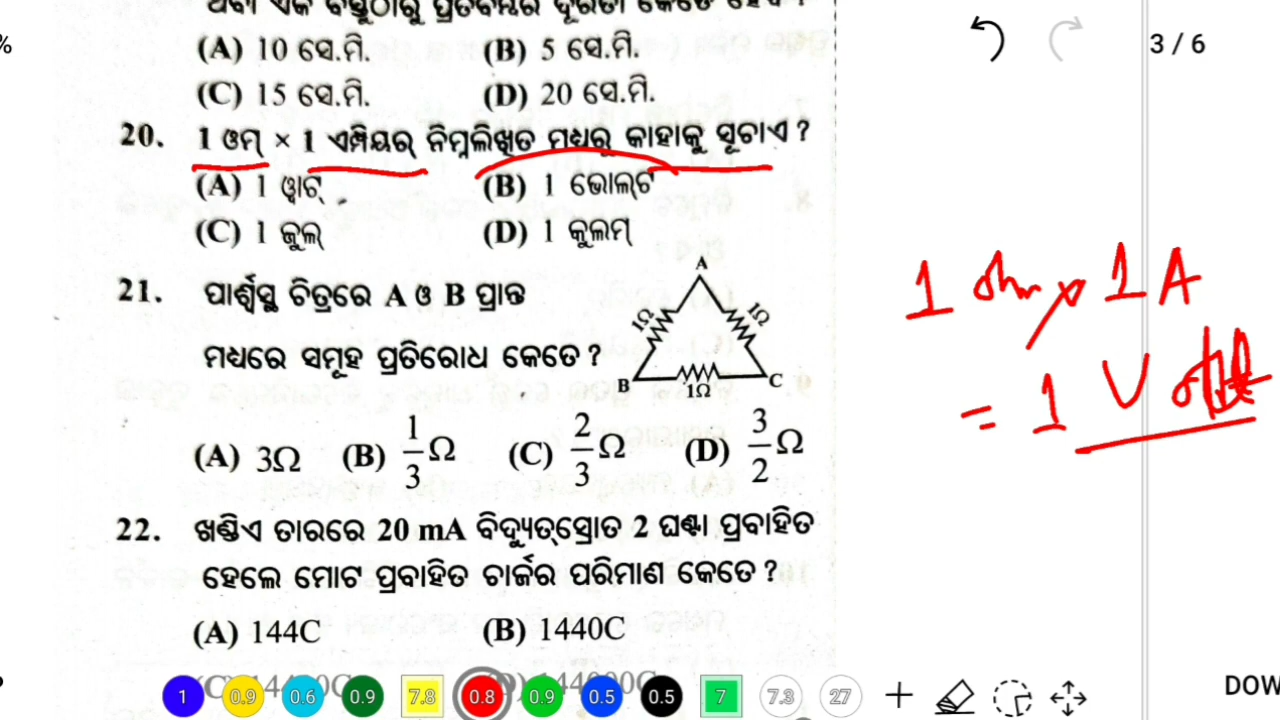 3 / 6
(A) 10 ସେ.ମି. (B) 5 ସେ.ମି.
(C) 15 ସେ.ମି. (D) 20 ସେ.ମି.
20. 1 ଓମ୍ × 1 ଏମ୍ପିୟର୍ ନିମ୍ନଲିଖିତ ମଧ୍ୟରୁ କାହାକୁ ସୂଚାଏ ?
(A) 1 ୱାଟ୍ (B) 1 ଭୋଲ୍ଟ
(C) 1 ଜୁଲ୍ (D) 1 କୁଲମ୍
21. ପାର୍ଶ୍ୱସ୍ଥ ଚିତ୍ରରେ A ଓ B ପ୍ରାନ୍ତ
ମଧ୍ୟରେ ସମୂହ ପ୍ରତିରୋଧ କେତେ ?
A
1Ω 1Ω
B 1Ω C
(A) 3Ω (B) 1/3 Ω (C) 2/3 Ω (D) 3/2 Ω
1 ohm × 1 A
= 1 V
22. ଖଣ୍ଡିଏ ତାରରେ 20 mA ବିଦ୍ୟୁତ୍‌ସ୍ରୋତ 2 ଘଣ୍ଟା ପ୍ରବାହିତ
ହେଲେ ମୋଟ ପ୍ରବାହିତ ଚାର୍ଜର ପରିମାଣ କେତେ ?
(A) 144C (B) 1440C
1 0.9 0.6 0.9 7.8 0.8 0.9 0.5 0.5 7 7.3 27
DOW